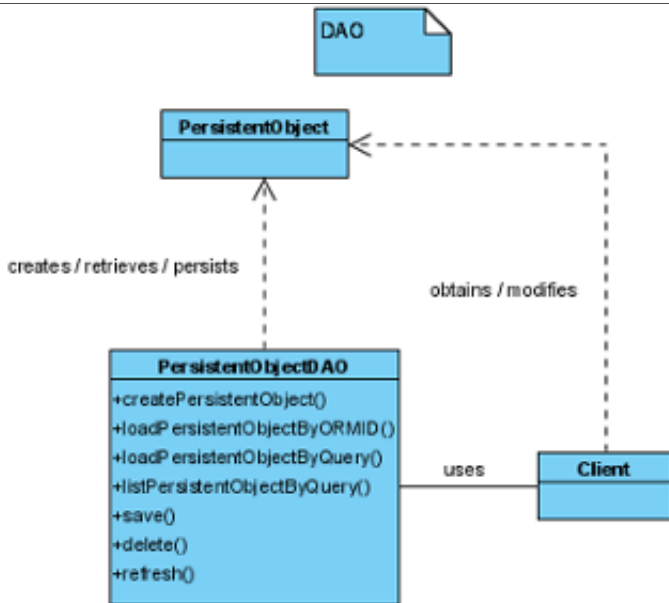 DAO
PersistentObject
creates / retrieves / persists
obtains / modifies
PersistentObjectDAO
+createPersistentObject()
+loadPersistentObjectByORMID()
+loadPersistentObjectByQuery()
+listPersistentObjectByQuery()
+save()
+delete()
+refresh()
uses
Client